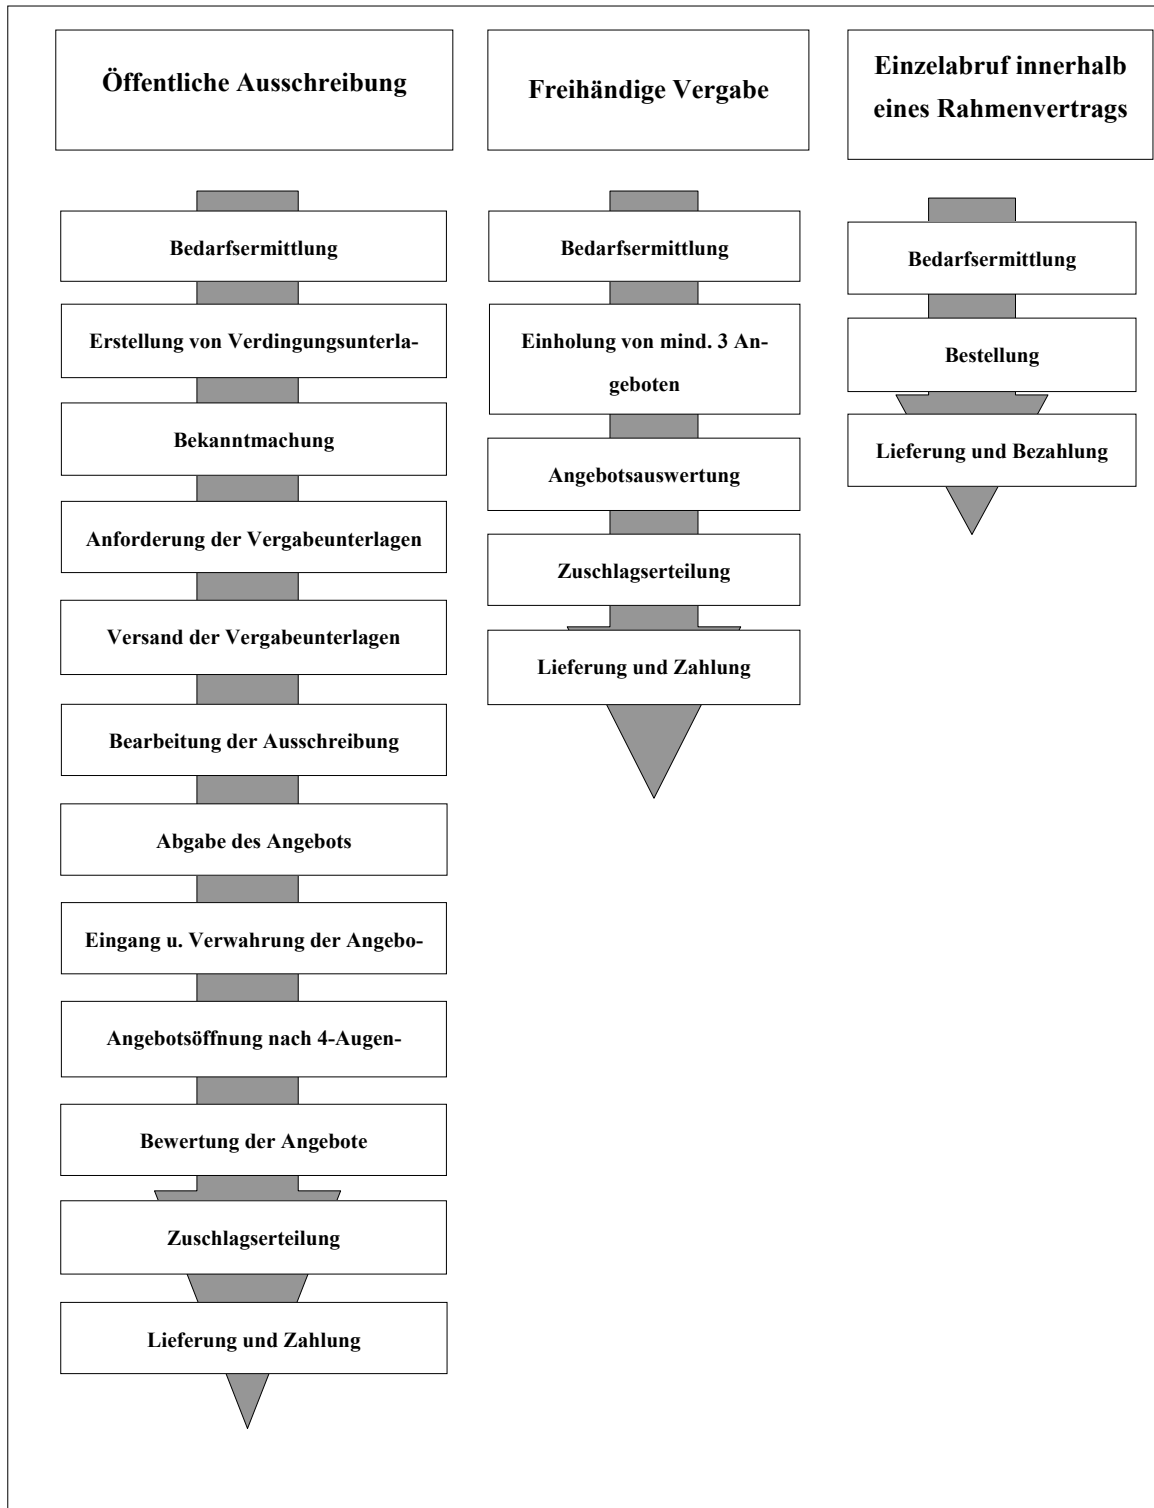 Öffentliche Ausschreibung
Bedarfsermittlung
Erstellung von Verdingungsunterla-
Bekanntmachung
Anforderung der Vergabeunterlagen
Versand der Vergabeunterlagen
Bearbeitung der Ausschreibung
Abgabe des Angebots
Eingang u. Verwahrung der Angebo-
Angebotsöffnung nach 4-Augen-
Bewertung der Angebote
Zuschlagserteilung
Lieferung und Zahlung
Freihändige Vergabe
Bedarfsermittlung
Einholung von mind. 3 An-
geboten
Angebotsauswertung
Zuschlagserteilung
Lieferung und Zahlung
Einzelabruf innerhalb
eines Rahmenvertrags
Bedarfsermittlung
Bestellung
Lieferung und Bezahlung